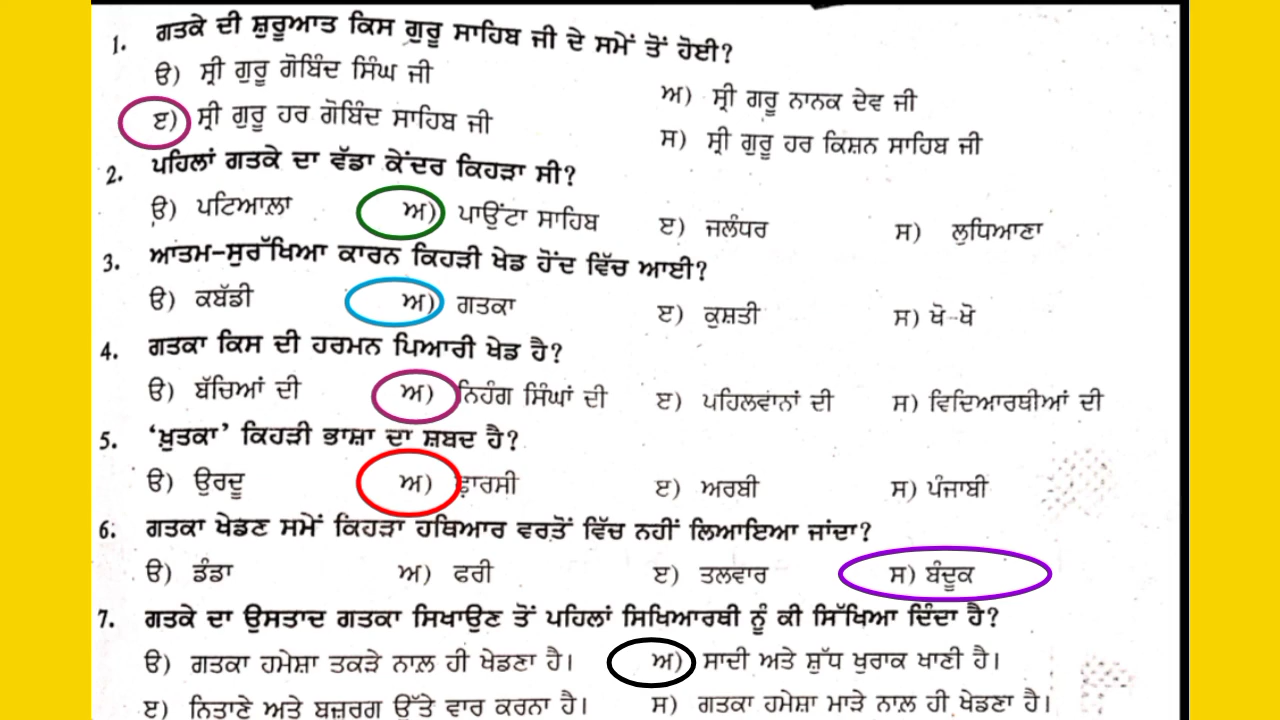 1. ਗਤਕੇ ਦੀ ਸ਼ੁਰੂਆਤ ਕਿਸ ਗੁਰੂ ਸਾਹਿਬ ਜੀ ਦੇ ਸਮੇਂ ਤੋਂ ਹੋਈ?
ੳ) ਸ੍ਰੀ ਗੁਰੂ ਗੋਬਿੰਦ ਸਿੰਘ ਜੀ ਅ) ਸ੍ਰੀ ਗਰੂ ਨਾਨਕ ਦੇਵ ਜੀ
ੲ) ਸ੍ਰੀ ਗੁਰੂ ਹਰ ਗੋਬਿੰਦ ਸਾਹਿਬ ਜੀ ਸ) ਸ੍ਰੀ ਗੁਰੂ ਹਰ ਕਿਸ਼ਨ ਸਾਹਿਬ ਜੀ
2. ਪਹਿਲਾਂ ਗਤਕੇ ਦਾ ਵੱਡਾ ਕੇਂਦਰ ਕਿਹੜਾ ਸੀ?
ੳ) ਪਟਿਆਲ਼ਾ ਅ) ਪਾਉਂਟਾ ਸਾਹਿਬ ੲ) ਜਲੰਧਰ ਸ) ਲੁਧਿਆਣਾ
3. ਆਤਮ-ਸੁਰੱਖਿਆ ਕਾਰਨ ਕਿਹੜੀ ਖੇਡ ਹੋਂਦ ਵਿੱਚ ਆਈ?
ੳ) ਕਬੱਡੀ ਅ) ਗਤਕਾ ੲ) ਕੁਸ਼ਤੀ ਸ) ਖੋ-ਖੋ
4. ਗਤਕਾ ਕਿਸ ਦੀ ਹਰਮਨ ਪਿਆਰੀ ਖੇਡ ਹੈ?
ੳ) ਬੱਚਿਆਂ ਦੀ ਅ) ਨਿਹੰਗ ਸਿੰਘਾਂ ਦੀ ੲ) ਪਹਿਲਵਾਨਾਂ ਦੀ ਸ) ਵਿਦਿਆਰਥੀਆਂ ਦੀ
5. ‘ਖ਼ੁਤਕਾ’ ਕਿਹੜੀ ਭਾਸ਼ਾ ਦਾ ਸ਼ਬਦ ਹੈ?
ੳ) ਉਰਦੂ ਅ) ਫ਼ਾਰਸੀ ੲ) ਅਰਬੀ ਸ) ਪੰਜਾਬੀ
6. ਗਤਕਾ ਖੇਡਣ ਸਮੇਂ ਕਿਹੜਾ ਹਥਿਆਰ ਵਰਤੋਂ ਵਿੱਚ ਨਹੀਂ ਲਿਆਇਆ ਜਾਂਦਾ?
ੳ) ਡੰਡਾ ਅ) ਫਰੀ ੲ) ਤਲਵਾਰ ਸ) ਬੰਦੂਕ
7. ਗਤਕੇ ਦਾ ਉਸਤਾਦ ਗਤਕਾ ਸਿਖਾਉਣ ਤੋਂ ਪਹਿਲਾਂ ਸਿਖਿਆਰਥੀ ਨੂੰ ਕੀ ਸਿੱਖਿਆ ਦਿੰਦਾ ਹੈ?
ੳ) ਗਤਕਾ ਹਮੇਸ਼ਾ ਤਕੜੇ ਨਾਲ਼ ਹੀ ਖੇਡਣਾ ਹੈ। ਅ) ਸਾਦੀ ਅਤੇ ਸ਼ੁੱਧ ਖੁਰਾਕ ਖਾਣੀ ਹੈ।
ੲ) ਨਿਤਾਣੇ ਅਤੇ ਬਜ਼ੁਰਗ ਉੱਤੇ ਵਾਰ ਕਰਨਾ ਹੈ। ਸ) ਗਤਕਾ ਹਮੇਸ਼ਾ ਮਾੜੇ ਨਾਲ਼ ਹੀ ਖੇਡਣਾ ਹੈ।